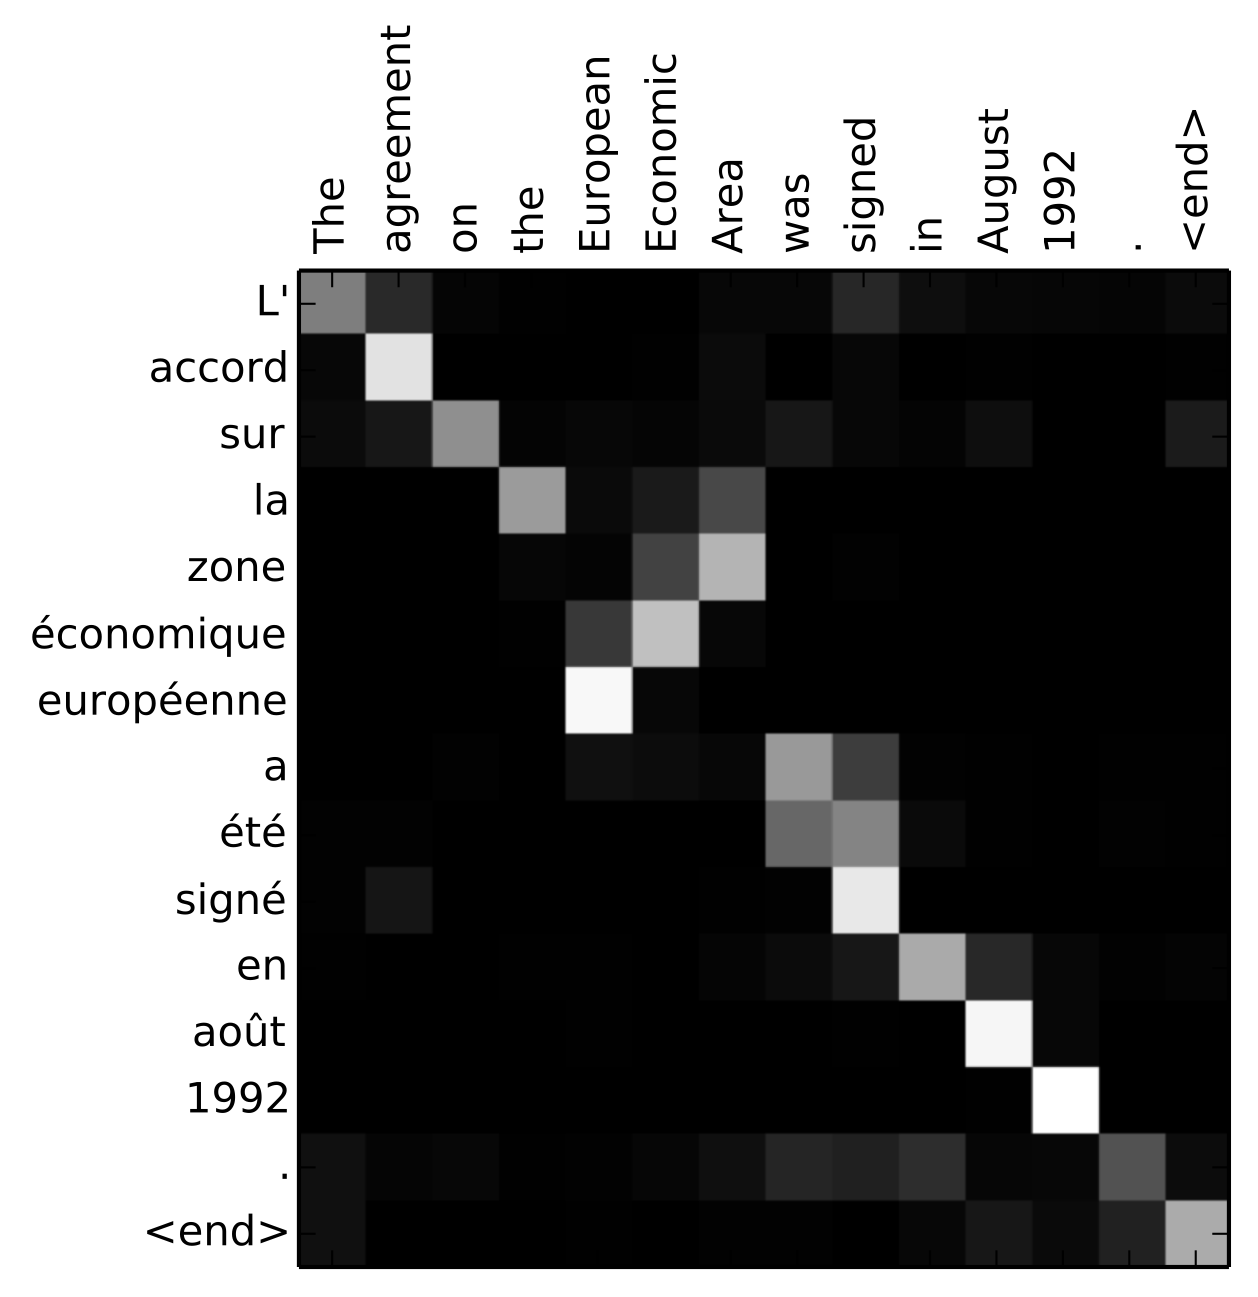 The
agreement
on
the
European
Economic
Area
was
signed
in
August
1992
.
<end>
L'
accord
sur
la
zone
économique
européenne
a
été
signé
en
août
1992
.
<end>